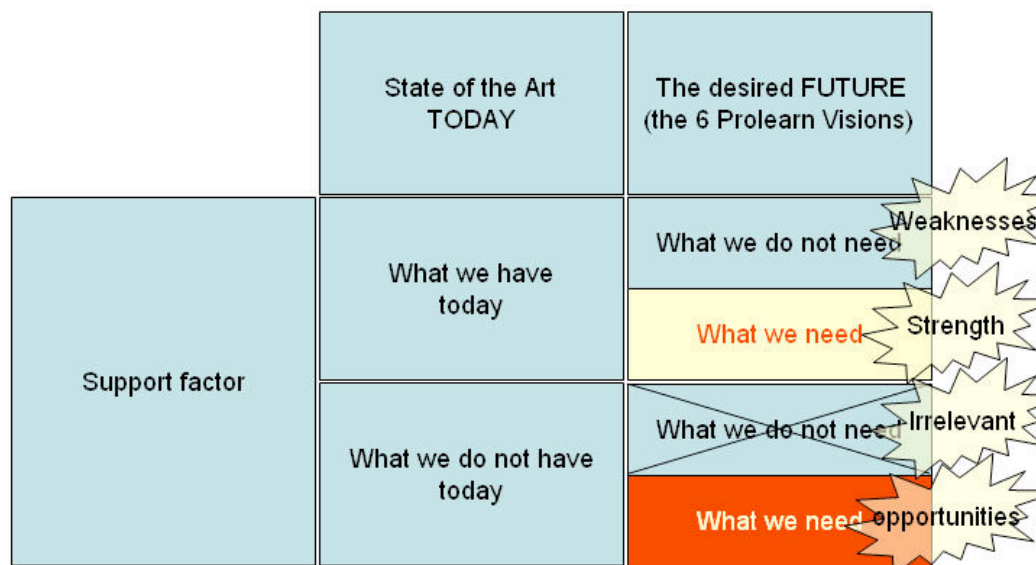 State of the Art
TODAY
The desired FUTURE
(the 6 Prolearn Visions)
Support factor
What we have
today
What we do not need
Weaknesses
What we need
Strength
What we do not have
today
What we do not need
Irrelevant
What we need
opportunities